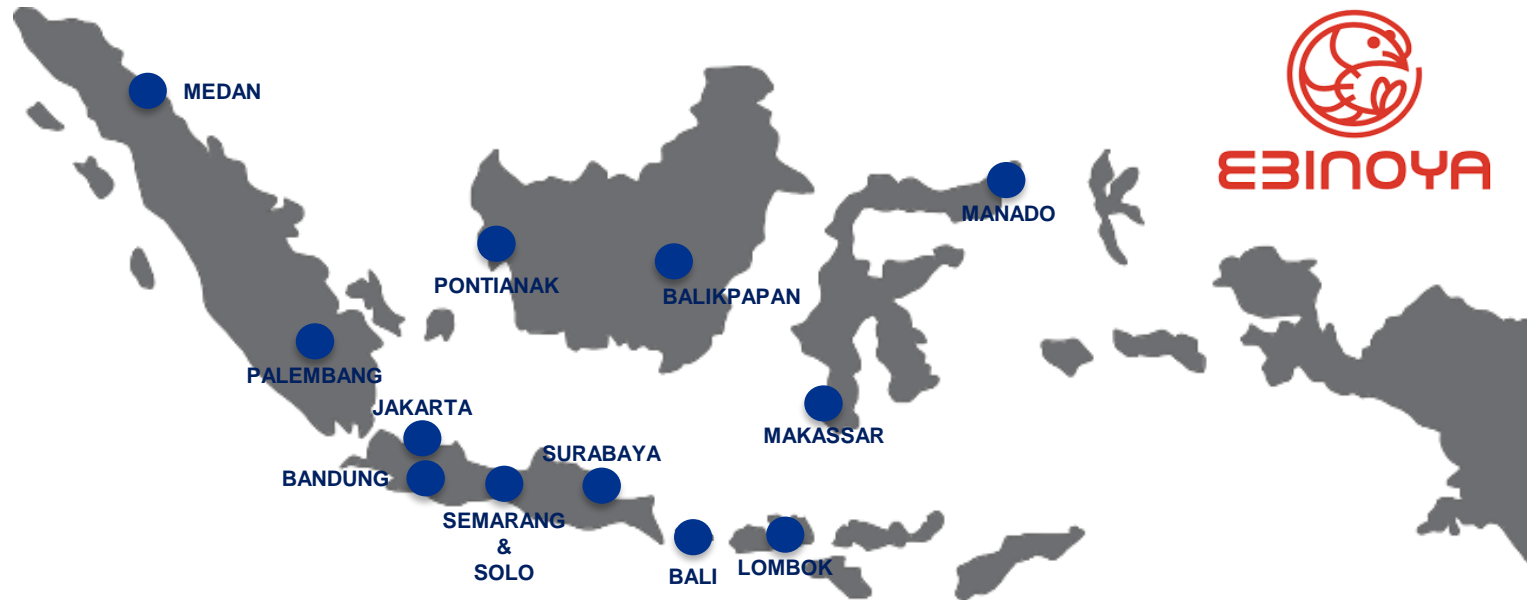 MEDAN
EBINOYA
MANADO
PONTIANAK
BALIKPAPAN
PALEMBANG
JAKARTA
MAKASSAR
SURABAYA
BANDUNG
SEMARANG
&
SOLO
BALI
LOMBOK